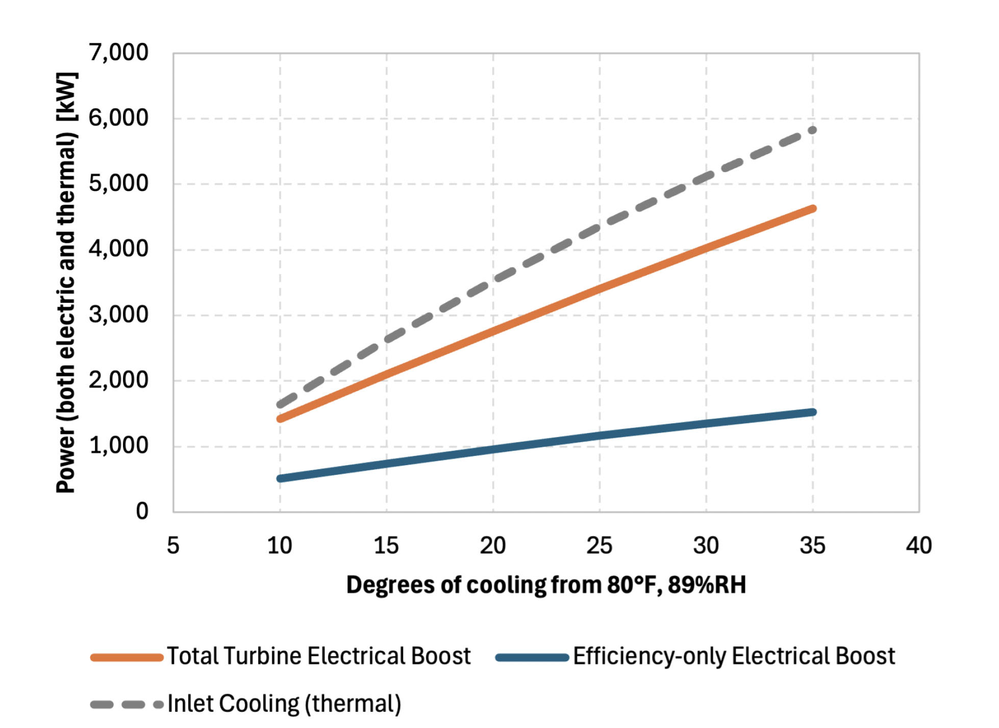 Power (both electric and thermal) [kW]
7,000
6,000
5,000
4,000
3,000
2,000
1,000
0
5 10 15 20 25 30 35 40
Degrees of cooling from 80°F, 89%RH
Total Turbine Electrical Boost
Efficiency-only Electrical Boost
Inlet Cooling (thermal)